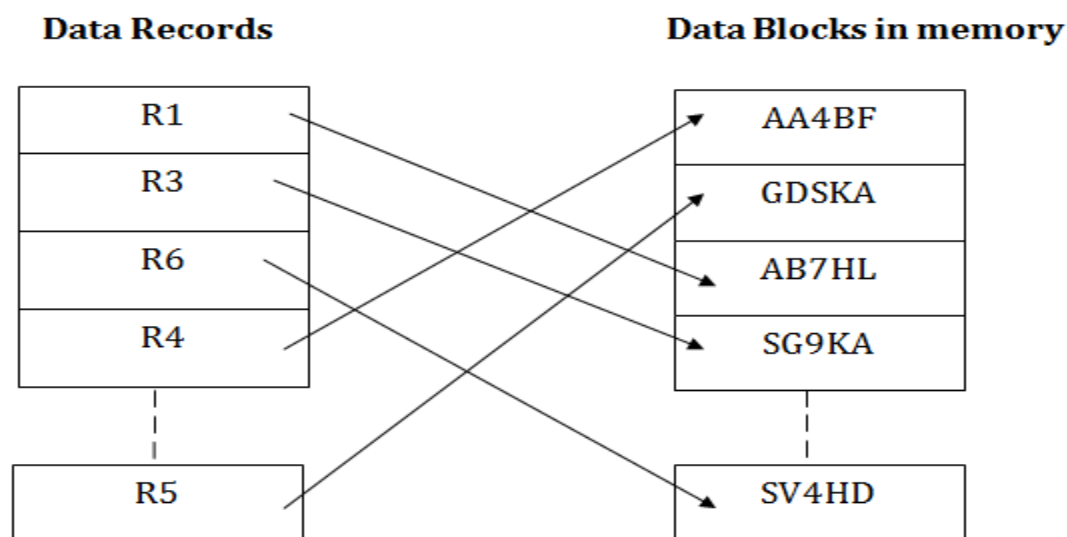 Data Records
Data Blocks in memory
R1
R3
R6
R4
R5
AA4BF
GDSKA
AB7HL
SG9KA
SV4HD